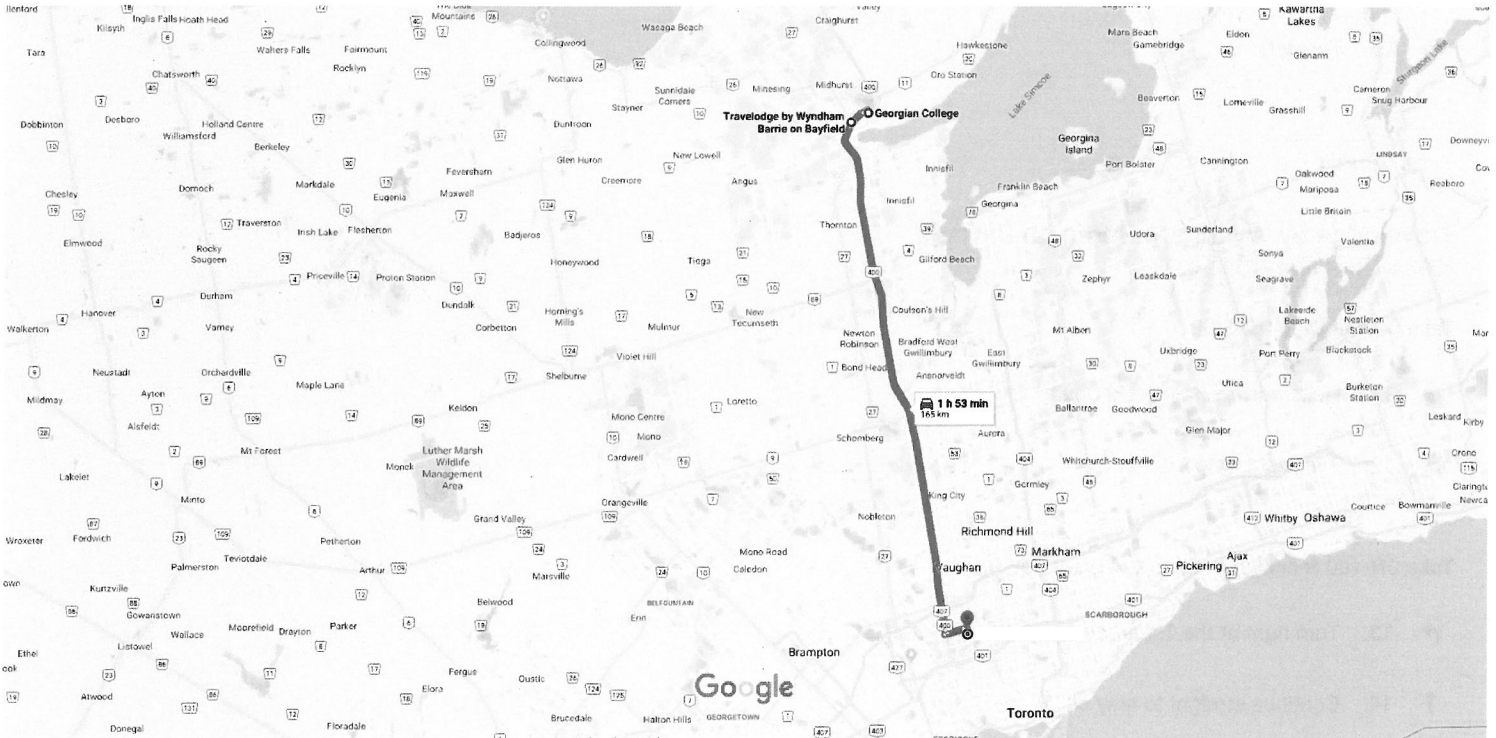 Ilenford
Inglis Falls
Heath Head
Kilsyth
Tara
Walters Falls
Fairmount
Rocklyn
Chatsworth
Mountains
Collingwood
Nottawa
Wasaga Beach
Craighurst
Hawkestone
Oro Station
Midhurst
Minesing
Sunnidale
Corners
Stayner
Travelodge by Wyndham
Barrie on Bayfield
Georgian College
Lake Simcoe
Mara Beach
Gamebridge
Kawartha
Lakes
Eldon
Glenarm
Sturgeon Lake
Beaverton
Lorneville
Grasshill
Cameron
Snug Harbour
Dobbinton
Desboro
Williamsford
Holland Centre
Berkeley
Duntroon
Glen Huron
New Lowell
Creemore
Angus
Innisfil
Georgina
Island
Port Bolster
Cannington
LINDSAY
Oakwood
Mariposa
Reaboro
Chesley
Dornoch
Markdale
Eugenia
Feversham
Maxwell
Franklin Beach
Georgina
Innisfil
Little Britain
Elmwood
Traverston
Irish Lake
Flesherton
Badjeros
Thornton
Udora
Sunderland
Valentia
Rocky
Saugeen
Priceville
Proton Station
Honeywood
Tioga
Gilford Beach
Zephyr
Leaskdale
Sonya
Seagrave
Durham
Hanover
Walkerton
Varney
Dundalk
Corbetton
Horning's
Mills
Mulmur
New
Tecumseth
Coulson's Hill
Newton
Robinson
Bradford West
Gwillimbury
East
Gwillimbury
Mt Albert
Lakeside
Beach
Nestleton
Station
Violet Hill
Shelburne
Bond Head
Ansnorveldt
Uxbridge
Port Perry
Blackstock
Neustadt
Orchardville
Maple Lane
Mildmay
Ayton
Alsfeldt
Keldon
Mono Centre
Mono
Loretto
1 h 53 min
165 km
Utica
Burketon
Station
Ballantrae
Goodwood
Leskard
Kirby
Schomberg
Aurora
Glen Major
Mt Forest
Monck
Luther Marsh
Wildlife
Management
Area
Cardwell
Whitchurch-Stouffville
Crono
Lakelet
Minto
Orangeville
King City
Gormley
Grand Valley
Nobleton
Richmond Hill
Whitby
Oshawa
Courtice
Bowmanville
Wroxeter
Fordwich
Teviotdale
Palmerston
Petherton
Arthur
Marsville
Mono Road
Caledon
Vaughan
Markham
Pickering
Ajax
Kurtzville
Gowanstown
Wallace
Listowel
Moorefield
Drayton
Parker
Belwood
BELFOUNTAIN
Erin
SCARBOROUGH
Ethel
Brampton
Atwood
Fergus
Elora
Oustic
Google
Donegal
Floradale
Brucedale
Halton Hills
GEORGETOWN
Toronto